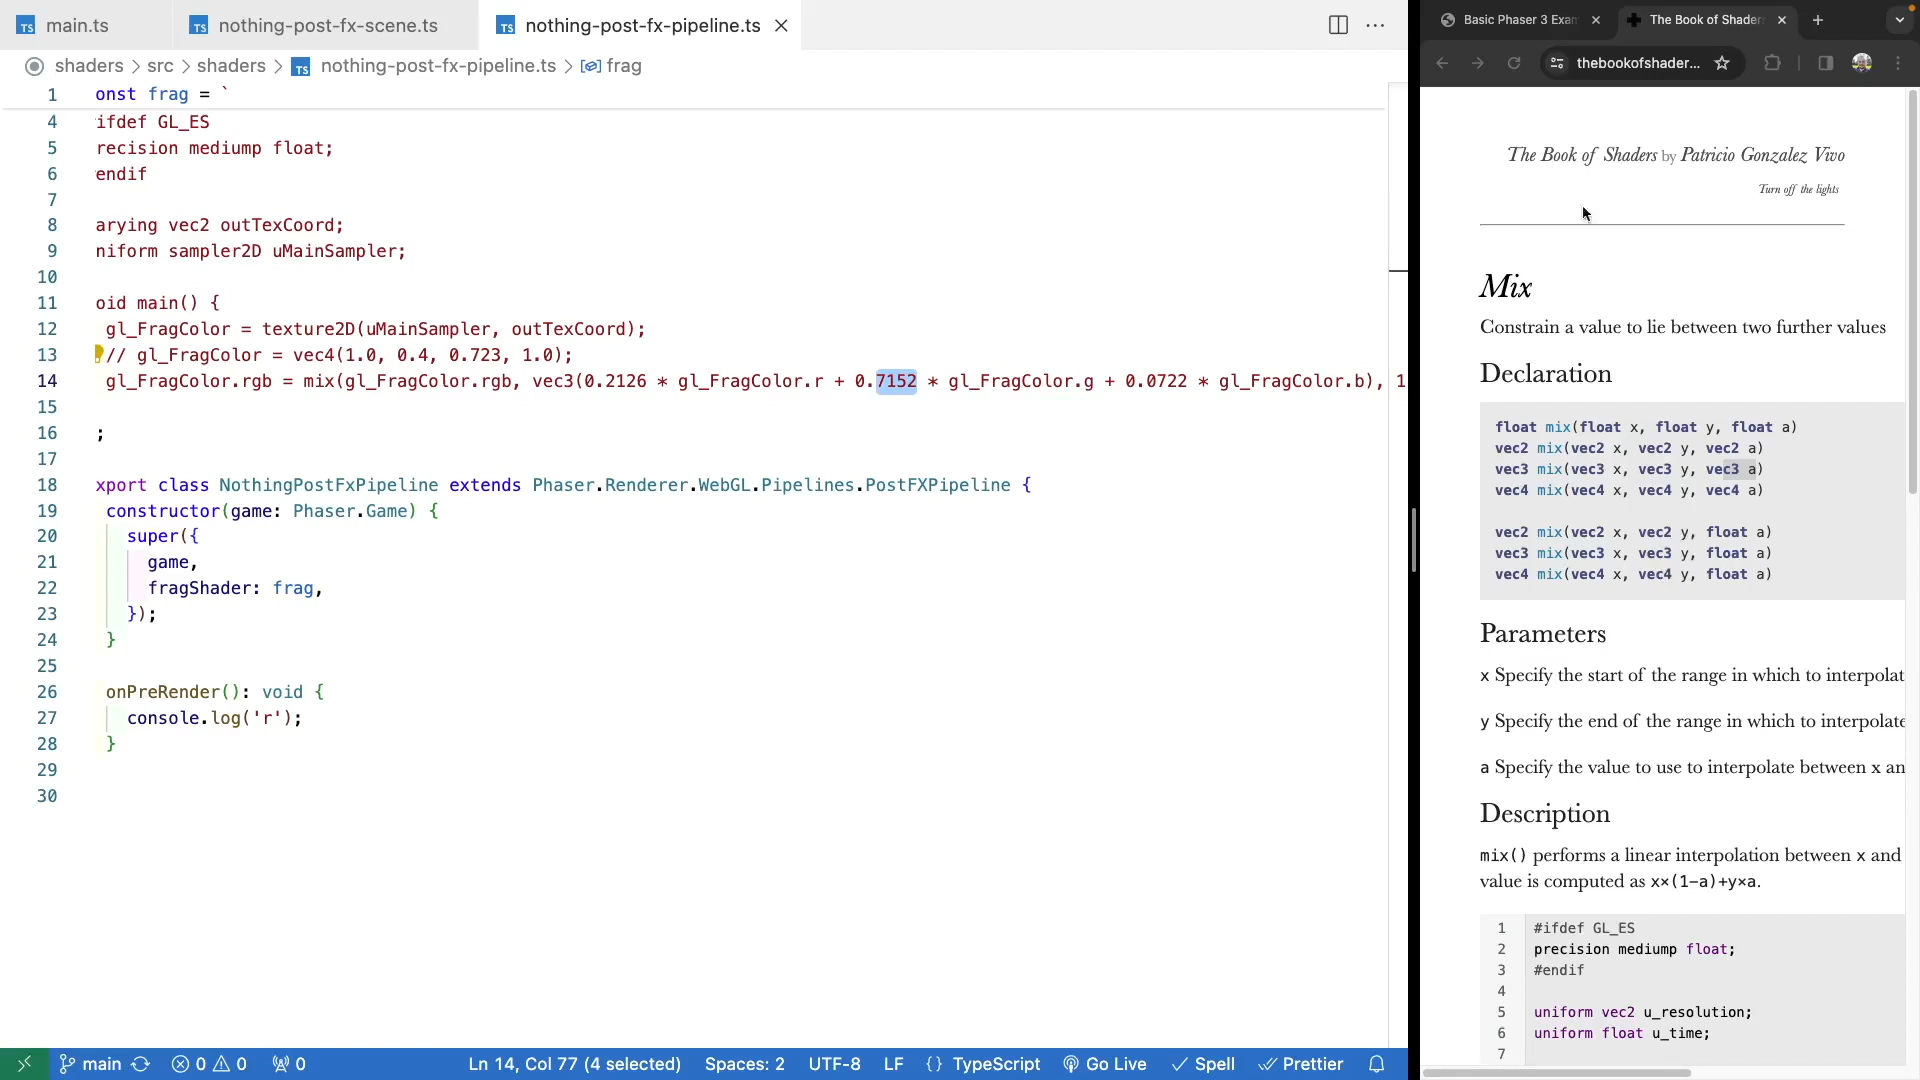 TS main.ts
TS nothing-post-fx-scene.ts
TS nothing-post-fx-pipeline.ts
shaders > src > shaders > TS nothing-post-fx-pipeline.ts > frag
1 onst frag = `
4 ifdef GL_ES
5 recision mediump float;
6 endif
7
8 arying vec2 outTexCoord;
9 niform sampler2D uMainSampler;
10
11 oid main() {
12 gl_FragColor = texture2D(uMainSampler, outTexCoord);
13 // gl_FragColor = vec4(1.0, 0.4, 0.723, 1.0);
14 gl_FragColor.rgb = mix(gl_FragColor.rgb, vec3(0.2126 * gl_FragColor.r + 0.7152 * gl_FragColor.g + 0.0722 * gl_FragColor.b), 1
15
16 ;
17
18 xport class NothingPostFxPipeline extends Phaser.Renderer.WebGL.Pipelines.PostFXPipeline {
19 constructor(game: Phaser.Game) {
20 super({
21 game,
22 fragShader: frag,
23 });
24 }
25
26 onPreRender(): void {
27 console.log('r');
28 }
29
30
main 0 0 0 Ln 14, Col 77 (4 selected) Spaces: 2 UTF-8 LF {} TypeScript Go Live Spell Prettier
Basic Phaser 3 Exam
The Book of Shaders
thebookofshader...
The Book of Shaders by Patricio Gonzalez Vivo
Turn off the lights
Mix
Constrain a value to lie between two further values
Declaration
float mix(float x, float y, float a)
vec2 mix(vec2 x, vec2 y, vec2 a)
vec3 mix(vec3 x, vec3 y, vec3 a)
vec4 mix(vec4 x, vec4 y, vec4 a)
vec2 mix(vec2 x, vec2 y, float a)
vec3 mix(vec3 x, vec3 y, float a)
vec4 mix(vec4 x, vec4 y, float a)
Parameters
x Specify the start of the range in which to interpolat
y Specify the end of the range in which to interpolate
a Specify the value to use to interpolate between x an
Description
mix() performs a linear interpolation between x and
value is computed as x×(1-a)+y×a.
1 #ifdef GL_ES
2 precision mediump float;
3 #endif
4
5 uniform vec2 u_resolution;
6 uniform float u_time;
7